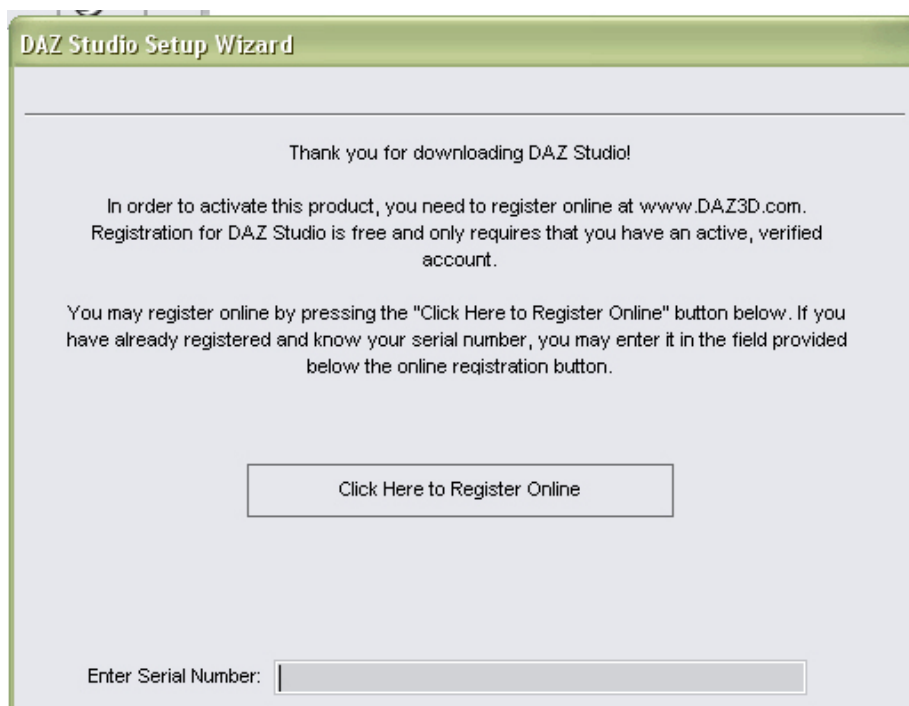 DAZ Studio Setup Wizard
Thank you for downloading DAZ Studio!
In order to activate this product, you need to register online at www.DAZ3D.com.
Registration for DAZ Studio is free and only requires that you have an active, verified
account.
You may register online by pressing the "Click Here to Register Online" button below. If you
have already registered and know your serial number, you may enter it in the field provided
below the online registration button.
Click Here to Register Online
Enter Serial Number: